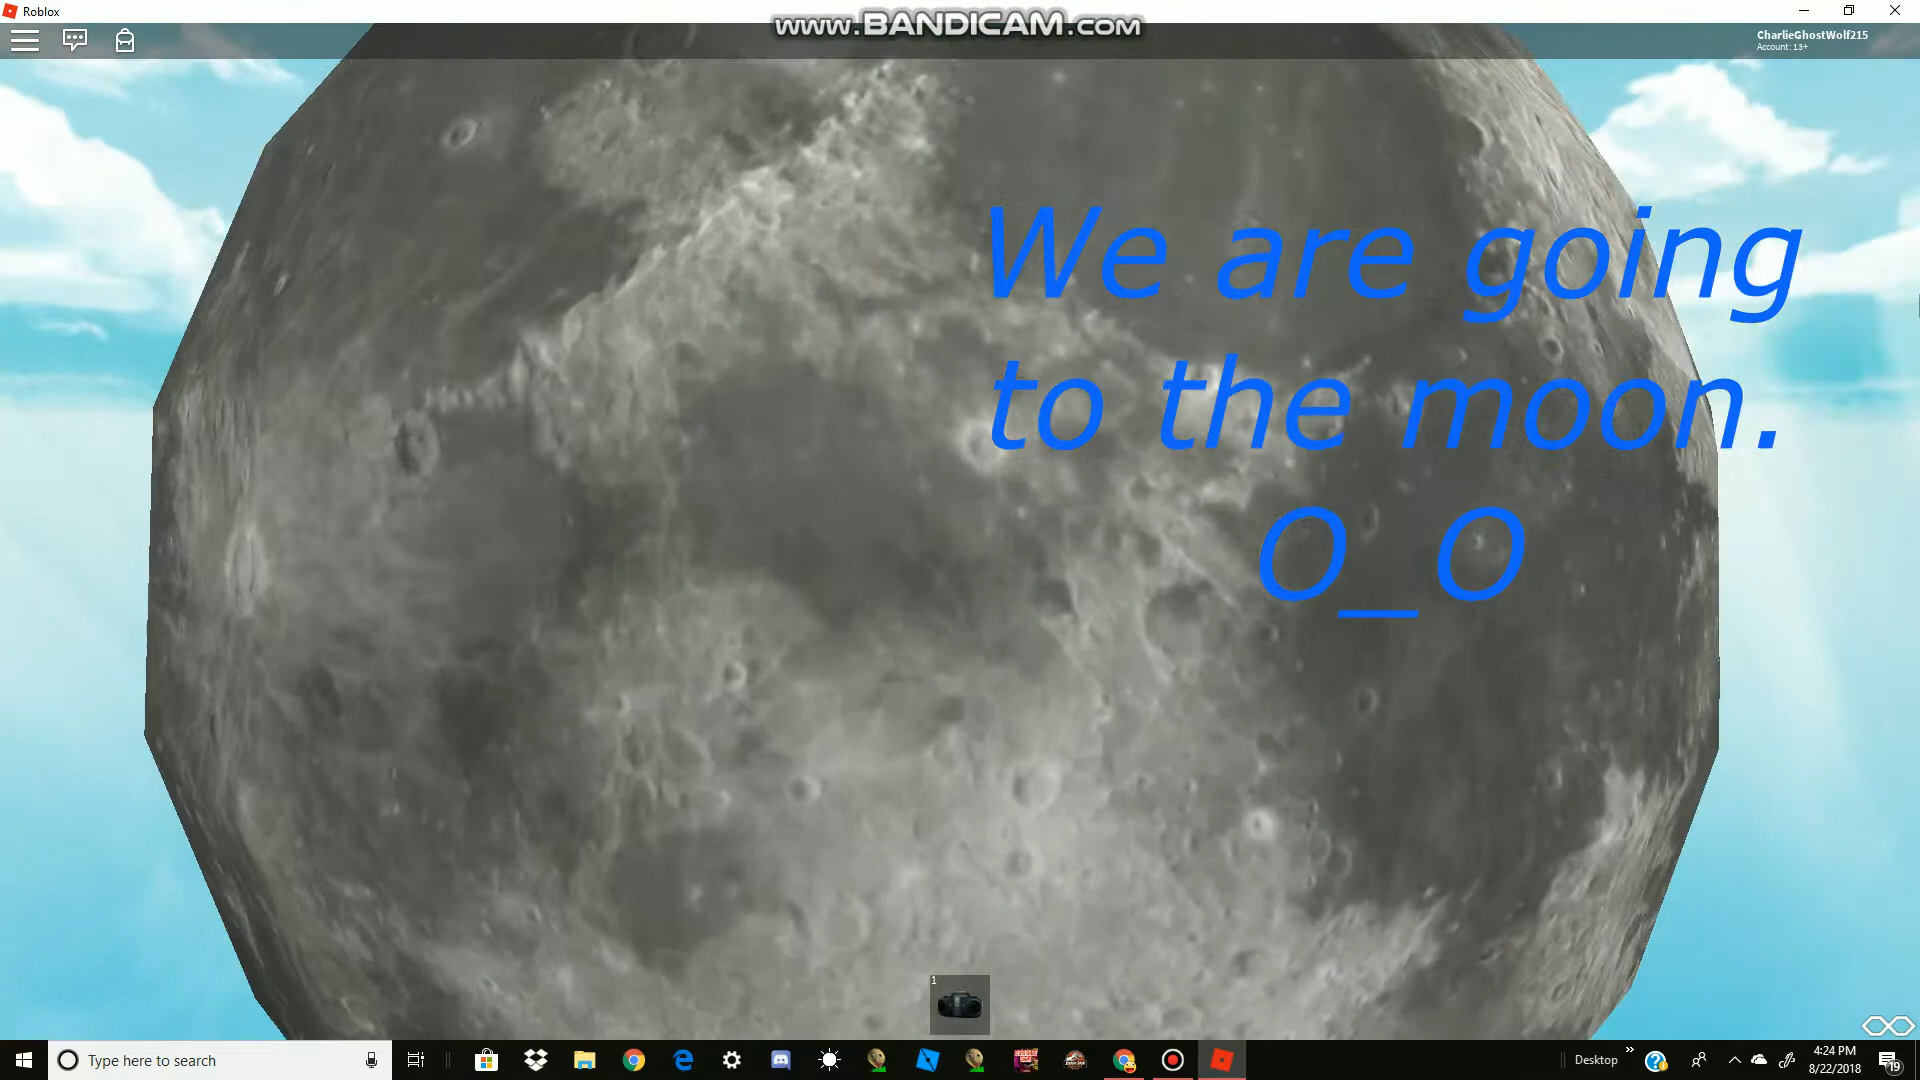 Roblox
www.BANDICAM.com
CharlieGhostWolf215
Account: 13+
We are going
to the moon.
O_O
1
Type here to search
Desktop
4:24 PM
8/22/2018
19